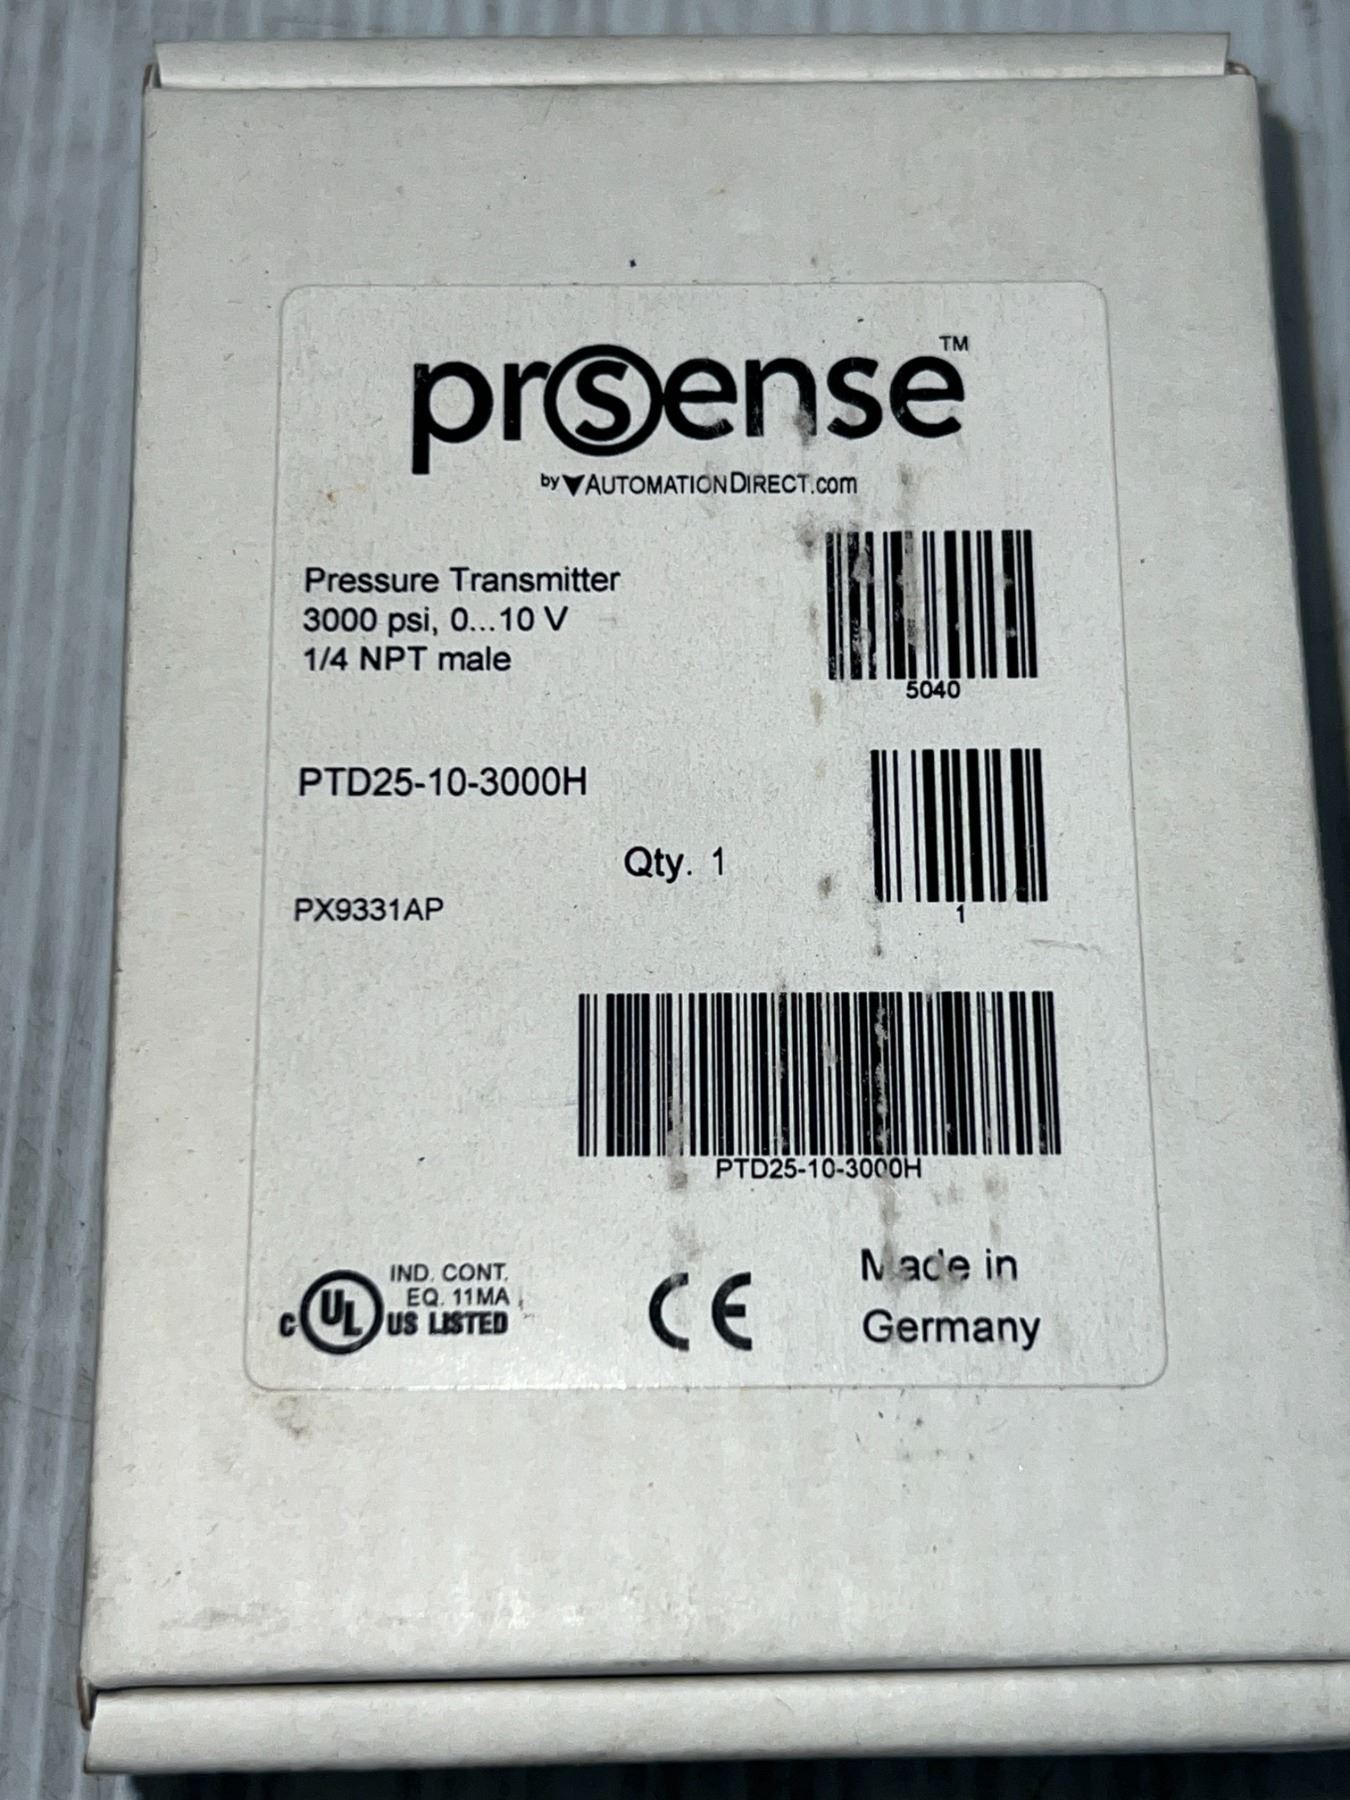 prosense™
by AUTOMATIONDIRECT.com
Pressure Transmitter
3000 psi, 0...10 V
1/4 NPT male
5040
PTD25-10-3000H
Qty. 1
1
PX9331AP
PTD25-10-3000H
IND. CONT.
EQ. 11MA
C UL US LISTED
CE
Made in
Germany